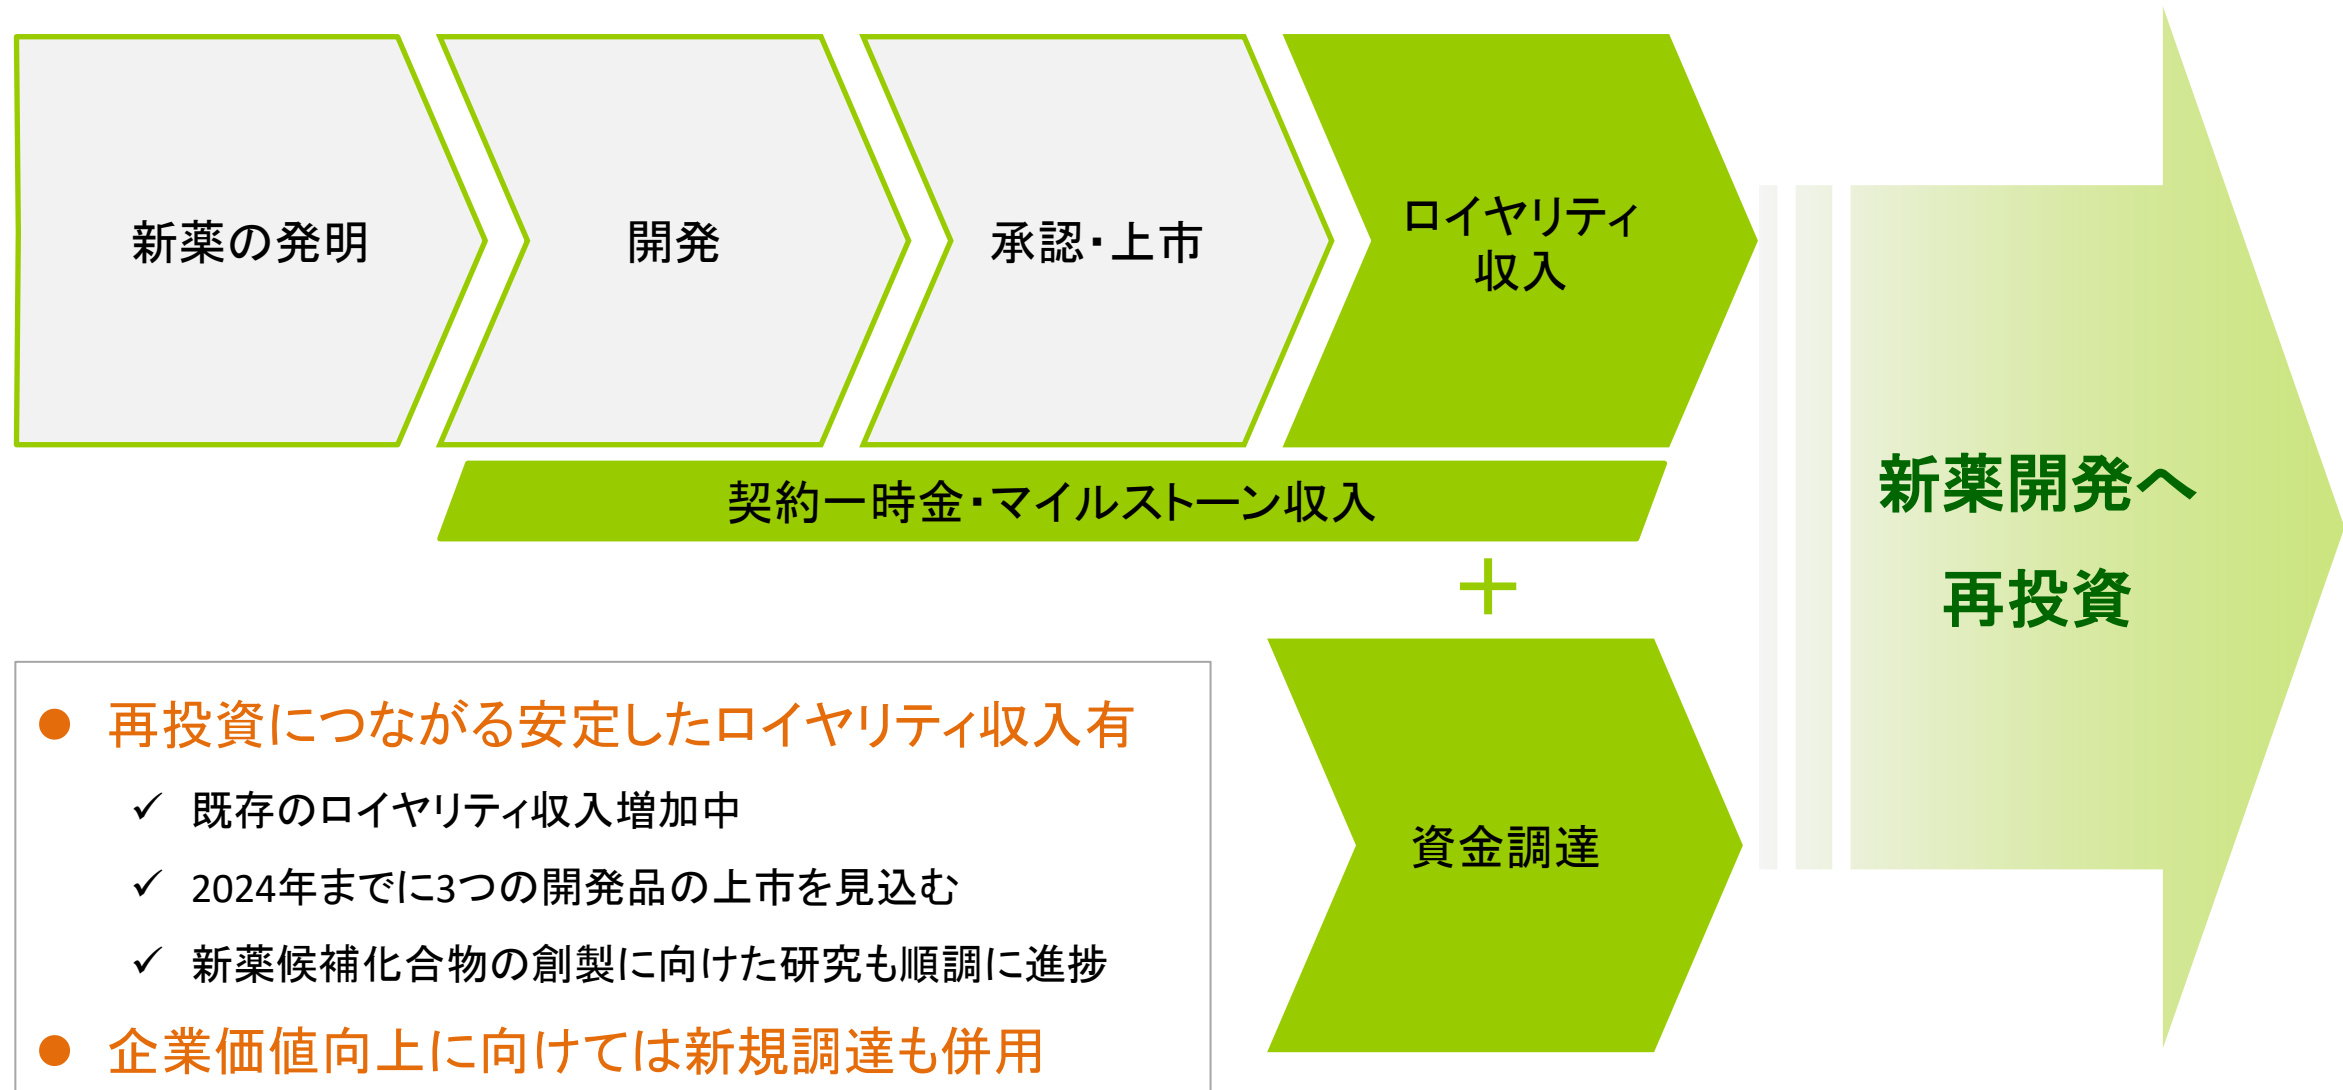 新薬の発明
開発
承認・上市
ロイヤリティ
収入
契約一時金・マイルストーン収入
＋
資金調達
新薬開発へ
再投資
● 再投資につながる安定したロイヤリティ収入有
✓ 既存のロイヤリティ収入増加中
✓ 2024年までに3つの開発品の上市を見込む
✓ 新薬候補化合物の創製に向けた研究も順調に進捗
● 企業価値向上に向けては新規調達も併用